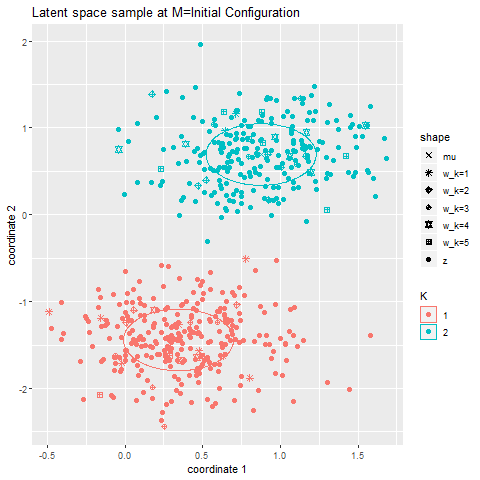 Latent space sample at M=Initial Configuration
coordinate 2
2
1
0
-1
-2
-0.5
0.0
0.5
1.0
1.5
coordinate 1
shape
mu
w_k=1
w_k=2
w_k=3
w_k=4
w_k=5
z
K
1
2